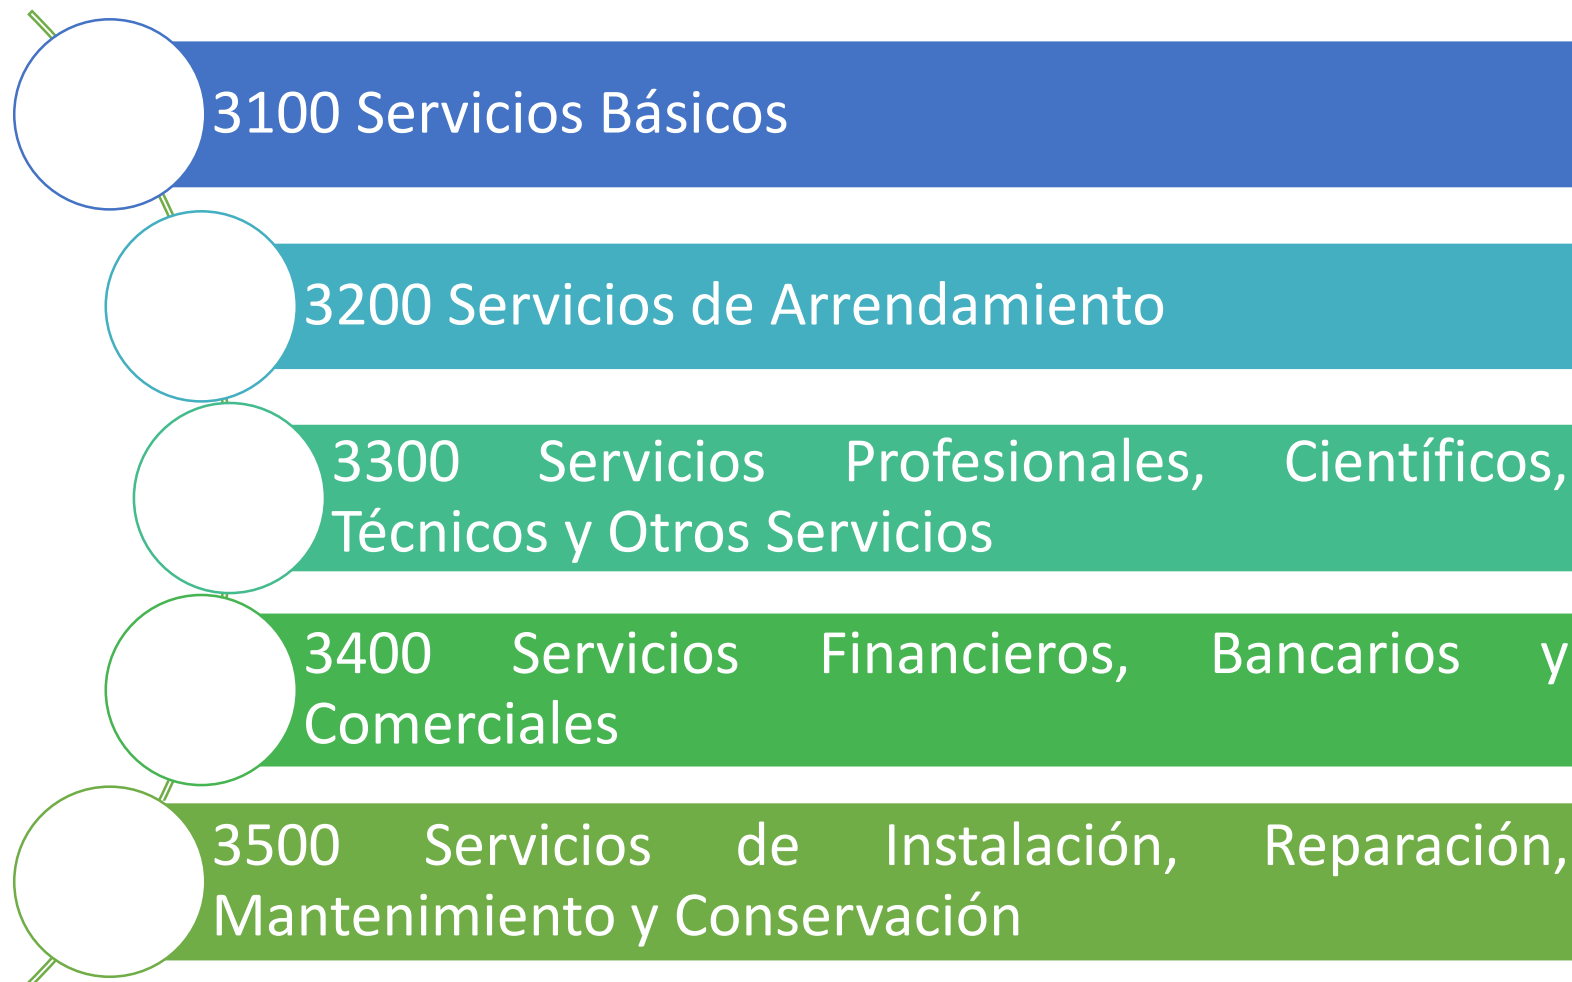 3100 Servicios Básicos
3200 Servicios de Arrendamiento
3300 Servicios Profesionales, Científicos,
Técnicos y Otros Servicios
3400 Servicios Financieros, Bancarios y
Comerciales
3500 Servicios de Instalación, Reparación,
Mantenimiento y Conservación